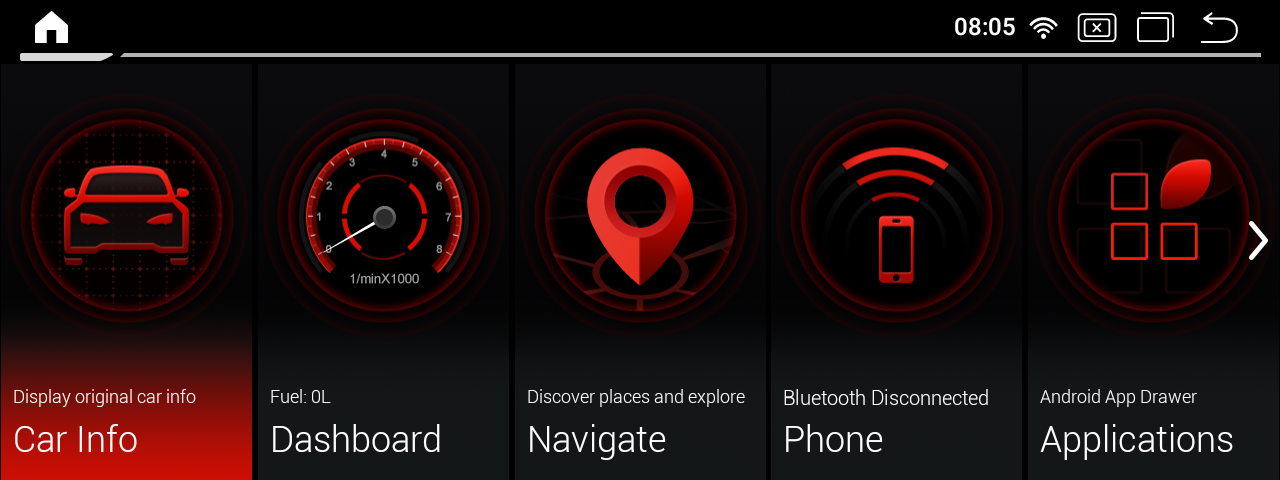 08:05
0 1 2 3 4 5 6 7 8
1/minX1000
Display original car info
Car Info
Fuel: 0L
Dashboard
Discover places and explore
Navigate
Bluetooth Disconnected
Phone
Android App Drawer
Applications